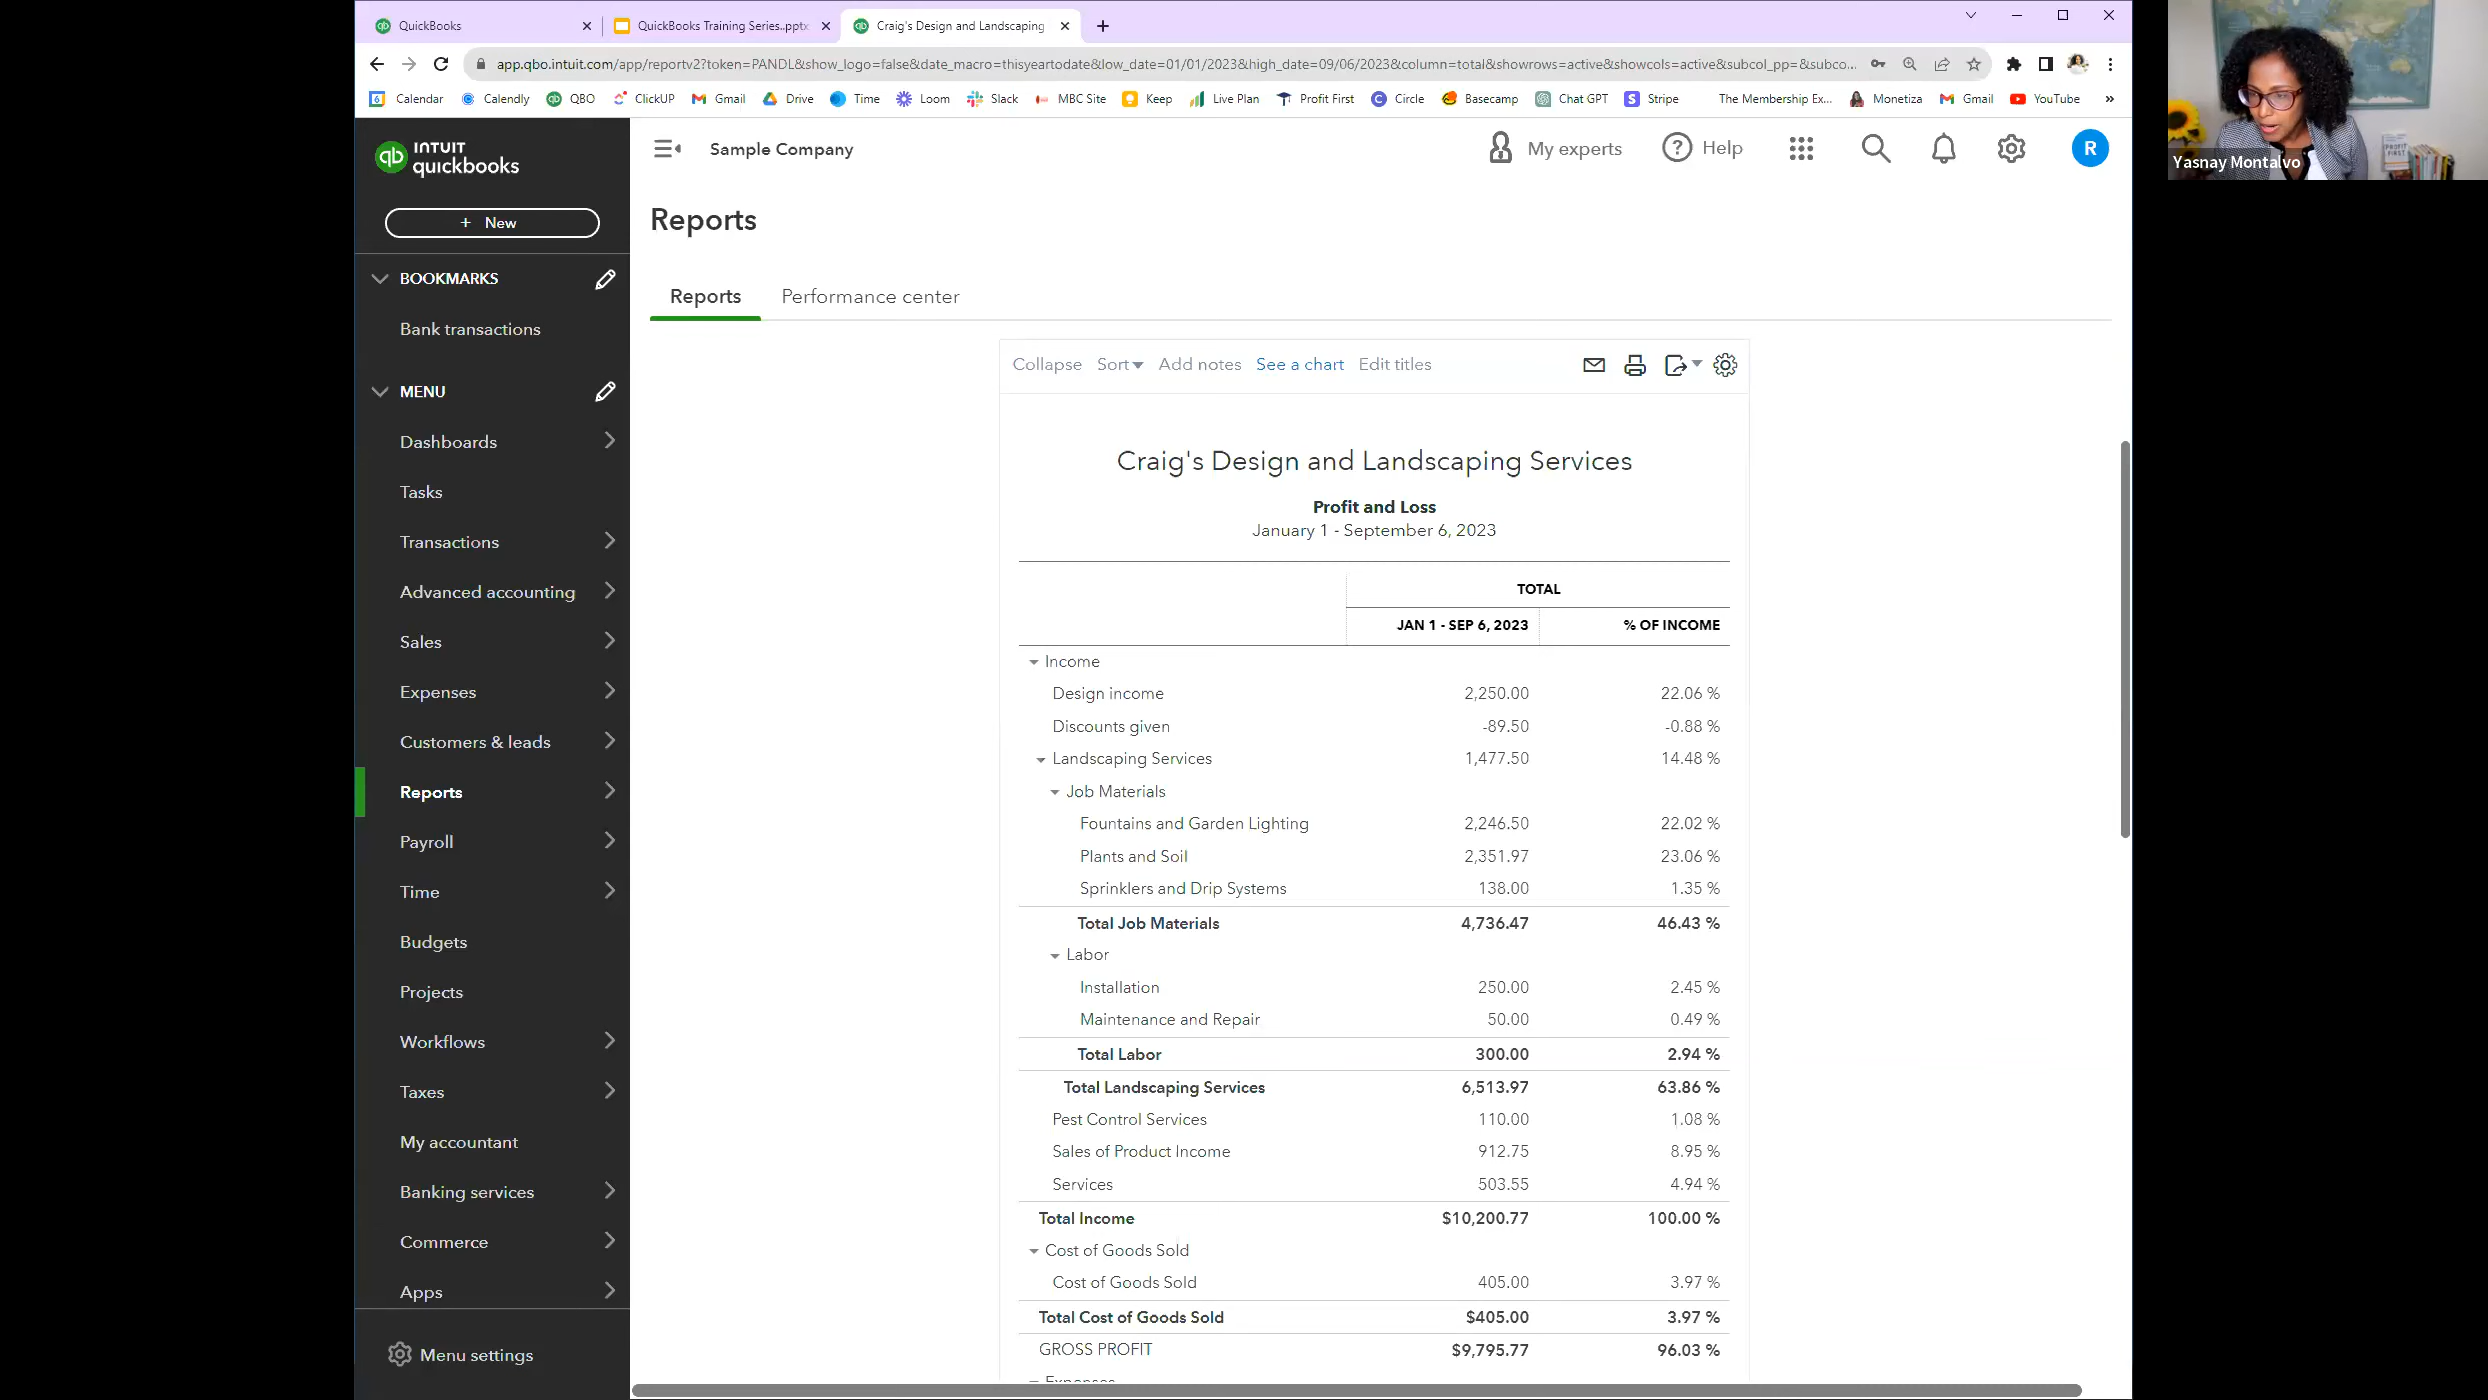 QuickBooks
QuickBooks Training Series..pptx
Craig's Design and Landscaping
app.qbo.intuit.com/app/reportv2?token=PANDL&show_logo=false&date_macro=thisyeartodate&low_date=01/01/2023&high_date=09/06/2023&column=total&showrows=active&showcols=active&subcol_pp=&subco...
6 Calendar Calendly QBO ClickUP Gmail Drive Time Loom Slack MBC Site Keep Live Plan Profit First Circle Basecamp Chat GPT Stripe The Membership Ex... Monetiza Gmail YouTube »
Yasnay Montalvo
PROFIT FIRST
qb INTUIT
quickbooks
Sample Company
My experts
? Help
R
+ New
BOOKMARKS
Bank transactions
MENU
Dashboards
Tasks
Transactions
Advanced accounting
Sales
Expenses
Customers & leads
Reports
Payroll
Time
Budgets
Projects
Workflows
Taxes
My accountant
Banking services
Commerce
Apps
Menu settings
Reports
Reports Performance center
Collapse Sort Add notes See a chart Edit titles
Craig's Design and Landscaping Services
Profit and Loss
January 1 - September 6, 2023
TOTAL
JAN 1 - SEP 6, 2023 % OF INCOME
Income
Design income 2,250.00 22.06 %
Discounts given -89.50 -0.88 %
Landscaping Services 1,477.50 14.48 %
Job Materials
Fountains and Garden Lighting 2,246.50 22.02 %
Plants and Soil 2,351.97 23.06 %
Sprinklers and Drip Systems 138.00 1.35 %
Total Job Materials 4,736.47 46.43 %
Labor
Installation 250.00 2.45 %
Maintenance and Repair 50.00 0.49 %
Total Labor 300.00 2.94 %
Total Landscaping Services 6,513.97 63.86 %
Pest Control Services 110.00 1.08 %
Sales of Product Income 912.75 8.95 %
Services 503.55 4.94 %
Total Income $10,200.77 100.00 %
Cost of Goods Sold
Cost of Goods Sold 405.00 3.97 %
Total Cost of Goods Sold $405.00 3.97 %
GROSS PROFIT $9,795.77 96.03 %
Expenses